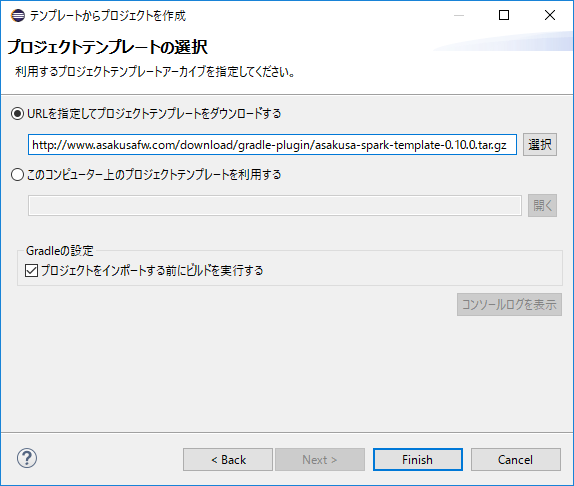 テンプレートからプロジェクトを作成
プロジェクトテンプレートの選択
利用するプロジェクトテンプレートアーカイブを指定してください。
URLを指定してプロジェクトテンプレートをダウンロードする
http://www.asakusafw.com/download/gradle-plugin/asakusa-spark-template-0.10.0.tar.gz 選択
このコンピューター上のプロジェクトテンプレートを利用する
開く
Gradleの設定
プロジェクトをインポートする前にビルドを実行する
コンソールログを表示
? < Back Next > Finish Cancel